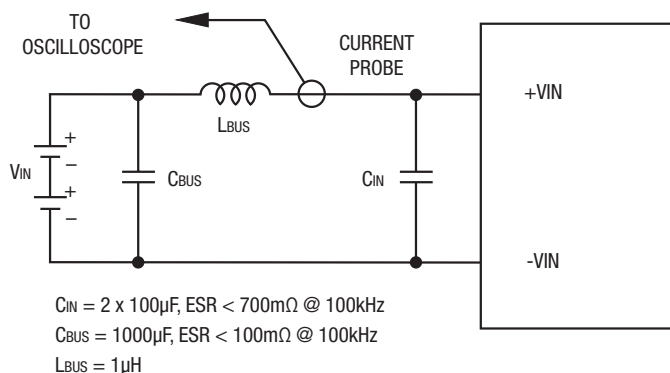 TO
OSCILLOSCOPE
CURRENT
PROBE
LBUS
+VIN
VIN
+
−
+
−
CBUS
CIN
-VIN
CIN = 2 x 100µF, ESR < 700mΩ @ 100kHz
CBUS = 1000µF, ESR < 100mΩ @ 100kHz
LBUS = 1µH